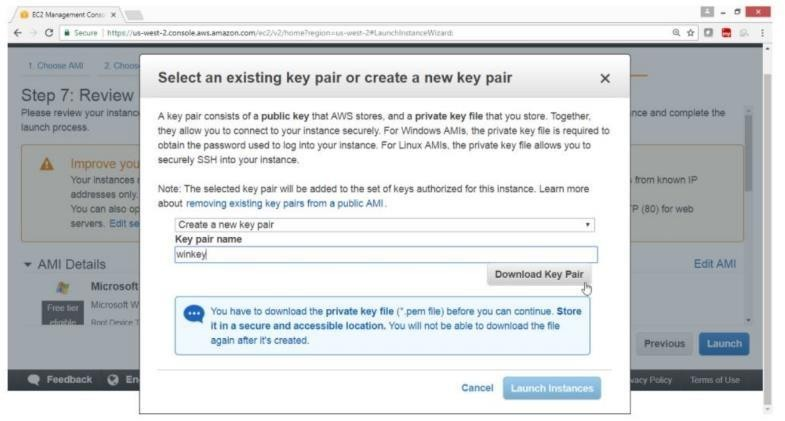 EC2 Management Conso
Secure | https://us-west-2.console.aws.amazon.com/ec2/v2/home?region=us-west-2#LaunchInstanceWizard:
1. Choose AMI 2. Choos
Select an existing key pair or create a new key pair
Step 7: Review
Please review your instanc
nce and complete the
launch process.
A key pair consists of a public key that AWS stores, and a private key file that you store. Together,
they allow you to connect to your instance securely. For Windows AMIs, the private key file is required to
obtain the password used to log into your instance. For Linux AMIs, the private key file allows you to
securely SSH into your instance.
Improve you
Your instances
s from known IP
addresses only.
You can also op
TP (80) for web
servers. Edit se
Note: The selected key pair will be added to the set of keys authorized for this instance. Learn more
about removing existing key pairs from a public AMI.
Create a new key pair
Key pair name
winkey
Download Key Pair
AMI Details
Edit AMI
Microsoft
Free tier
eligible
Microsoft W
Root Device T
You have to download the private key file (*.pem file) before you can continue. Store
it in a secure and accessible location. You will not be able to download the file
again after it's created.
Previous Launch
Cancel Launch Instances
Feedback En
vacy Policy Terms of Use